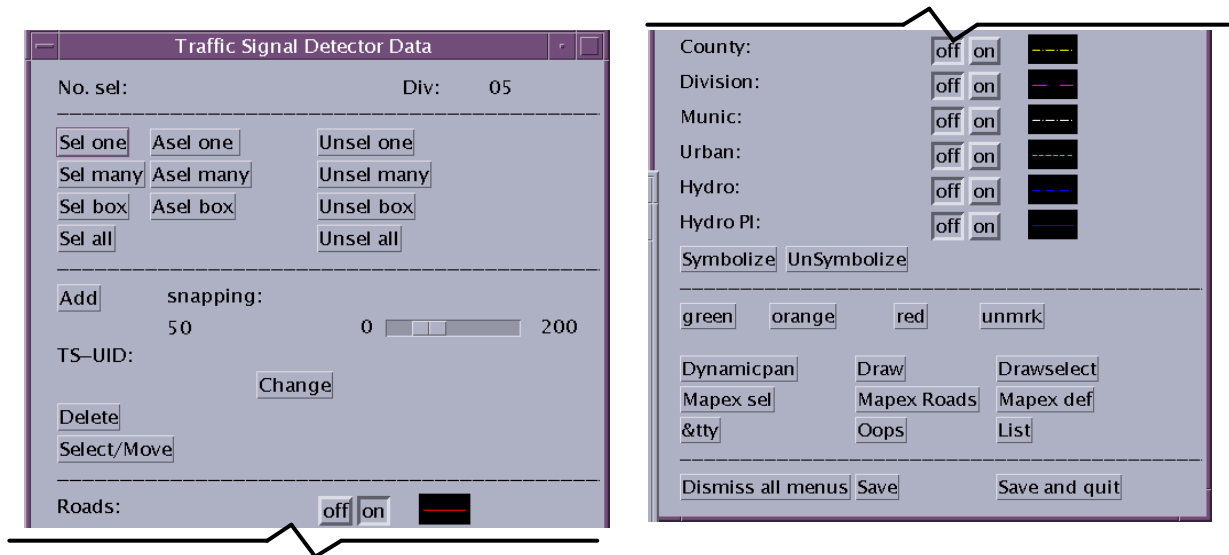 Traffic Signal Detector Data
No. sel: Div: 05
Sel one Asel one Unsel one
Sel many Asel many Unsel many
Sel box Asel box Unsel box
Sel all Unsel all
Add snapping:
50 0 200
TS-UID:
Change
Delete
Select/Move
Roads: off on
County: off on
Division: off on
Munic: off on
Urban: off on
Hydro: off on
Hydro Pl: off on
Symbolize UnSymbolize
green orange red unmrk
Dynamicpan Draw Drawselect
Mapex sel Mapex Roads Mapex def
&tty Oops List
Dismiss all menus Save Save and quit